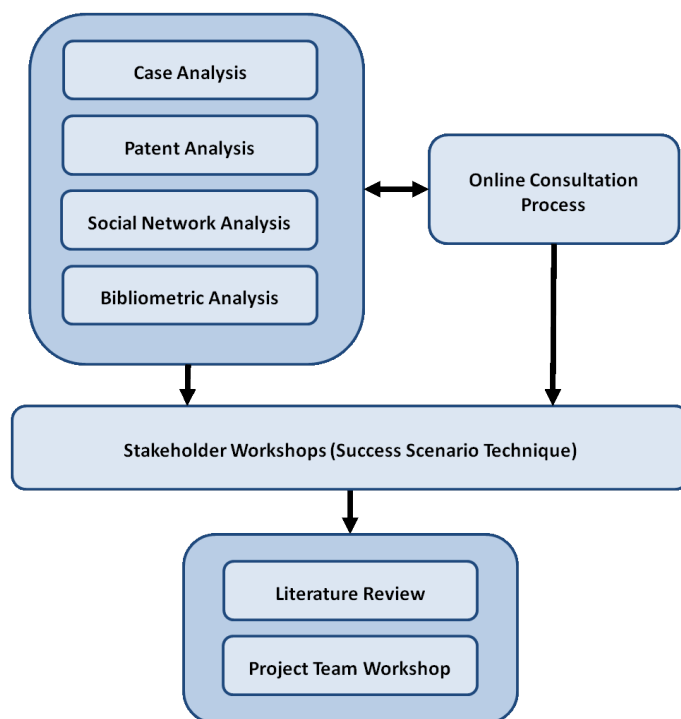 Case Analysis
Patent Analysis
Social Network Analysis
Bibliometric Analysis
Online Consultation
Process
Stakeholder Workshops (Success Scenario Technique)
Literature Review
Project Team Workshop